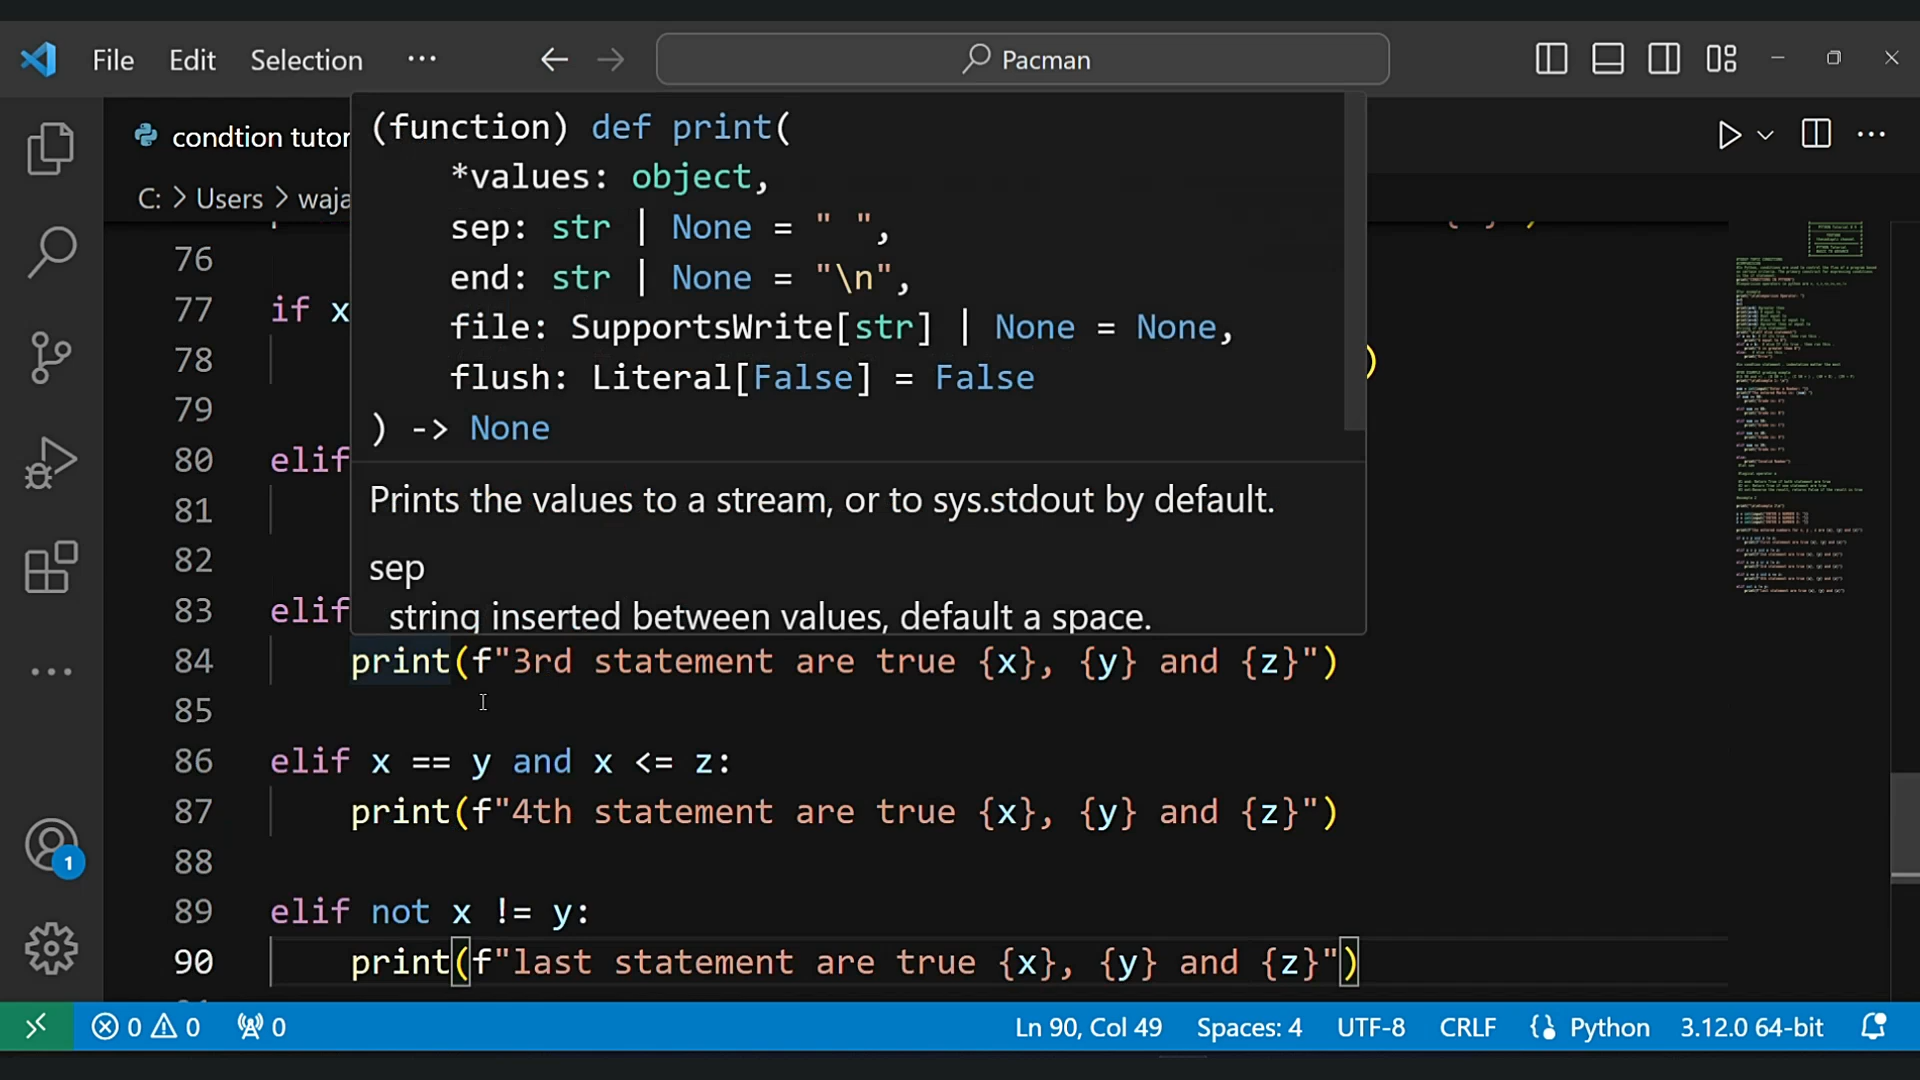 File Edit Selection ··· Pacman
condtion tutor
C: > Users > waja
(function) def print(
*values: object,
sep: str | None = " ",
end: str | None = "\n",
file: SupportsWrite[str] | None = None,
flush: Literal[False] = False
) -> None
Prints the values to a stream, or to sys.stdout by default.
sep
string inserted between values, default a space.
76
77 if x
78 )
79
80 elif
81
82
83 elif
84 print(f"3rd statement are true {x}, {y} and {z}")
85
86 elif x == y and x <= z:
87 print(f"4th statement are true {x}, {y} and {z}")
88
89 elif not x != y:
90 print(f"last statement are true {x}, {y} and {z}")
1
0 0 0 Ln 90, Col 49 Spaces: 4 UTF-8 CRLF Python 3.12.0 64-bit